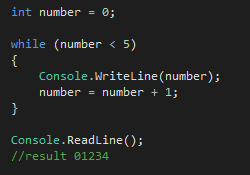 int number = 0;
while (number < 5)
{
Console.WriteLine(number);
number = number + 1;
}
Console.ReadLine();
//result 01234